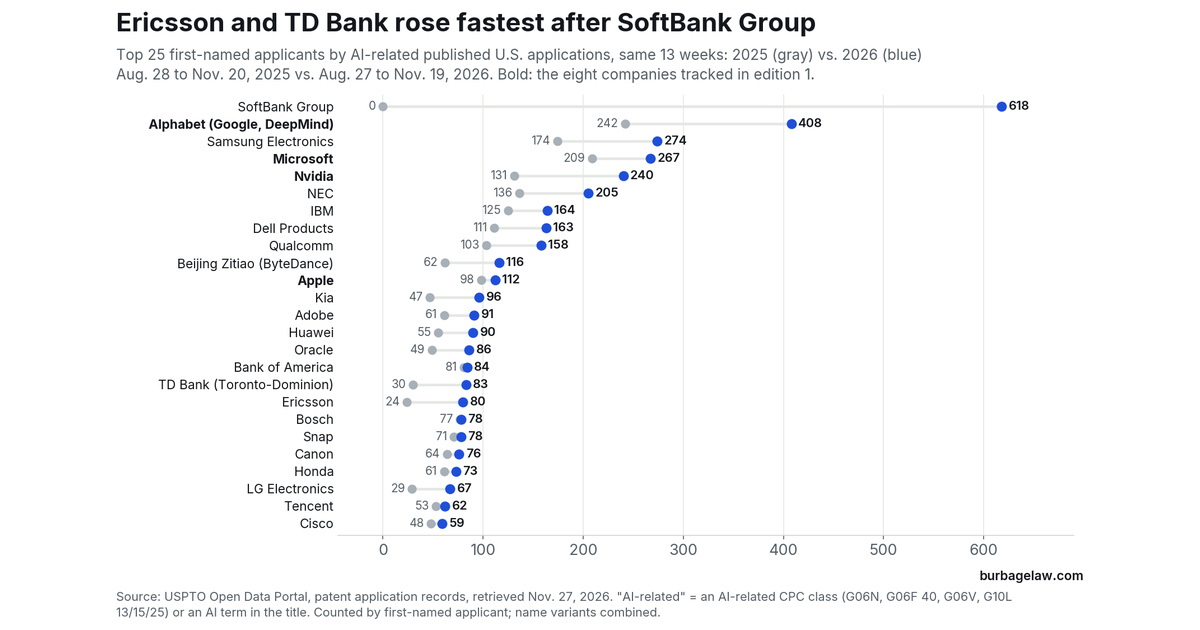 Ericsson and TD Bank rose fastest after SoftBank Group
Top 25 first-named applicants by AI-related published U.S. applications, same 13 weeks: 2025 (gray) vs. 2026 (blue)
Aug. 28 to Nov. 20, 2025 vs. Aug. 27 to Nov. 19, 2026. Bold: the eight companies tracked in edition 1.
SoftBank Group 0 618
Alphabet (Google, DeepMind) 242 408
Samsung Electronics 174 274
Microsoft 209 267
Nvidia 131 240
NEC 136 205
IBM 125 164
Dell Products 111 163
Qualcomm 103 158
Beijing Zitiao (ByteDance) 62 116
Apple 98 112
Kia 47 96
Adobe 61 91
Huawei 55 90
Oracle 49 86
Bank of America 81 84
TD Bank (Toronto-Dominion) 30 83
Ericsson 24 80
Bosch 77 78
Snap 71 78
Canon 64 76
Honda 61 73
LG Electronics 29 67
Tencent 53 62
Cisco 48 59
0 100 200 300 400 500 600
burbagelaw.com
Source: USPTO Open Data Portal, patent application records, retrieved Nov. 27, 2026. "AI-related" = an AI-related CPC class (G06N, G06F 40, G06V, G10L
13/15/25) or an AI term in the title. Counted by first-named applicant; name variants combined.